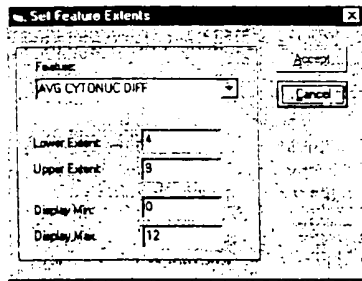 Set Feature Extents
Feature:
Accept
AVG CYTONUC DIFF
Cancel
Lower Extent: 4
Upper Extent: 9
Display Min: 0
Display Max: 12